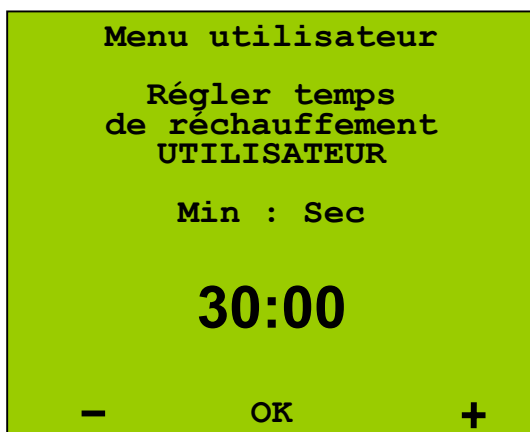 Menu utilisateur
Régler temps
de réchauffement
UTILISATEUR
Min : Sec
30:00
− OK +